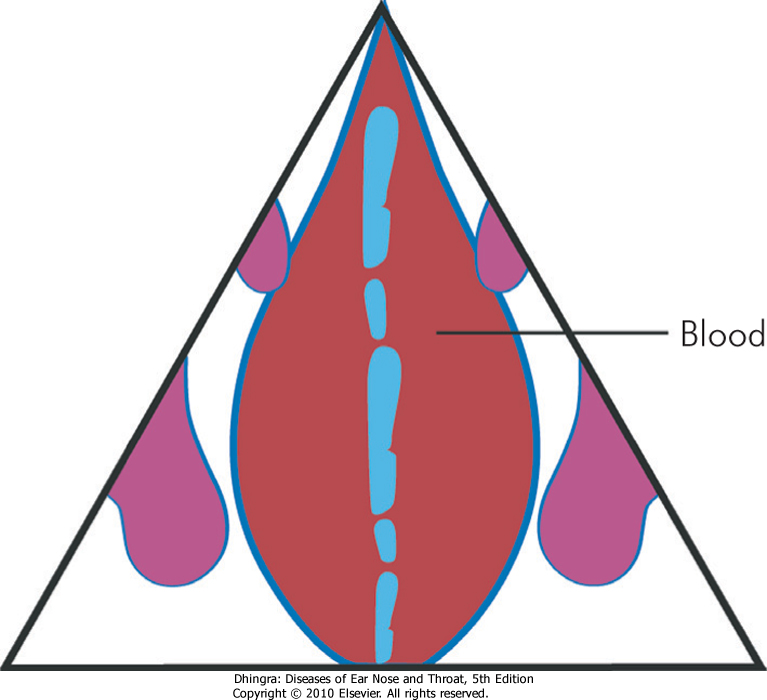 Blood
Dhingra: Diseases of Ear Nose and Throat, 5th Edition
Copyright © 2010 Elsevier. All rights reserved.